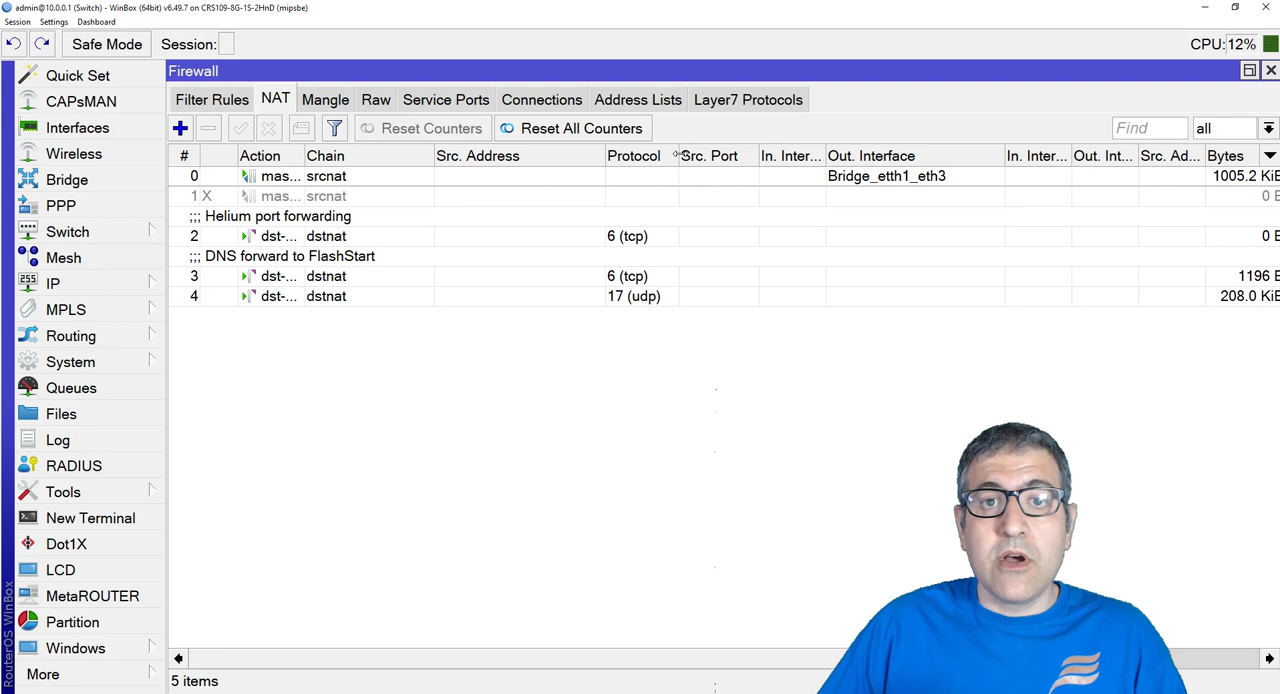 admin@10.0.0.1 (Switch) - WinBox (64bit) v6.49.7 on CRS109-8G-1S-2HnD (mipsbe)
Session Settings Dashboard
Safe Mode Session: CPU: 12%
Quick Set
CAPsMAN
Interfaces
Wireless
Bridge
PPP
Switch
Mesh
IP
MPLS
Routing
System
Queues
Files
Log
RADIUS
Tools
New Terminal
Dot1X
LCD
MetaROUTER
Partition
Windows
More
RouterOS WinBox
Firewall
Filter Rules NAT Mangle Raw Service Ports Connections Address Lists Layer7 Protocols
Reset Counters Reset All Counters Find all
# Action Chain Src. Address Protocol Src. Port In. Inter... Out. Interface In. Inter... Out. Int... Src. Ad... Bytes
0 mas... srcnat Bridge_etth1_eth3 1005.2 KiB
1 X mas... srcnat 0 B
;;; Helium port forwarding
2 dst-... dstnat 6 (tcp) 0 B
;;; DNS forward to FlashStart
3 dst-... dstnat 6 (tcp) 1196 B
4 dst-... dstnat 17 (udp) 208.0 KiB
5 items